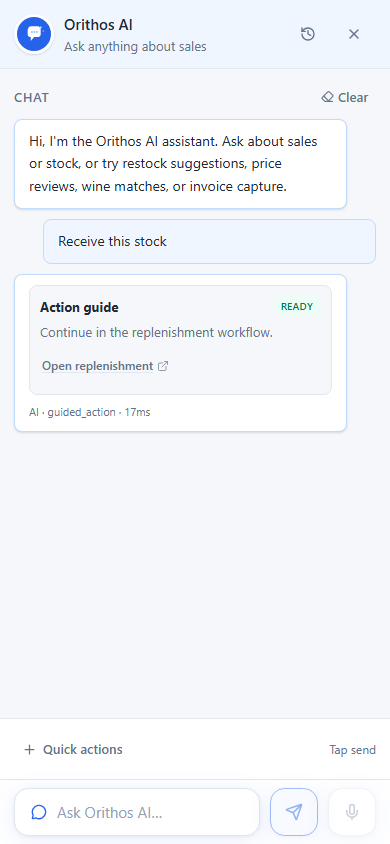 Orithos AI
Ask anything about sales
CHAT
Clear
Hi, I'm the Orithos AI assistant. Ask about sales
or stock, or try restock suggestions, price
reviews, wine matches, or invoice capture.
Receive this stock
Action guide
READY
Continue in the replenishment workflow.
Open replenishment
AI · guided_action · 17ms
Quick actions
Tap send
Ask Orithos AI...